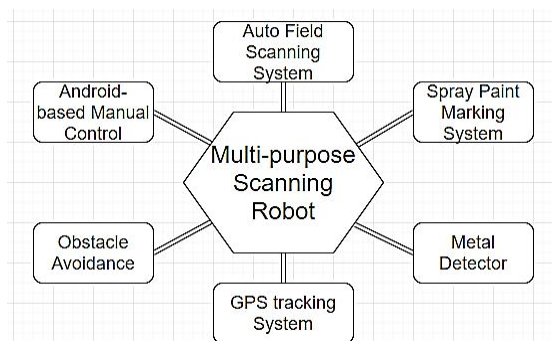 Auto Field
Scanning
System
Android-
based Manual
Control
Spray Paint
Marking
System
Multi-purpose
Scanning
Robot
Obstacle
Avoidance
Metal
Detector
GPS tracking
System